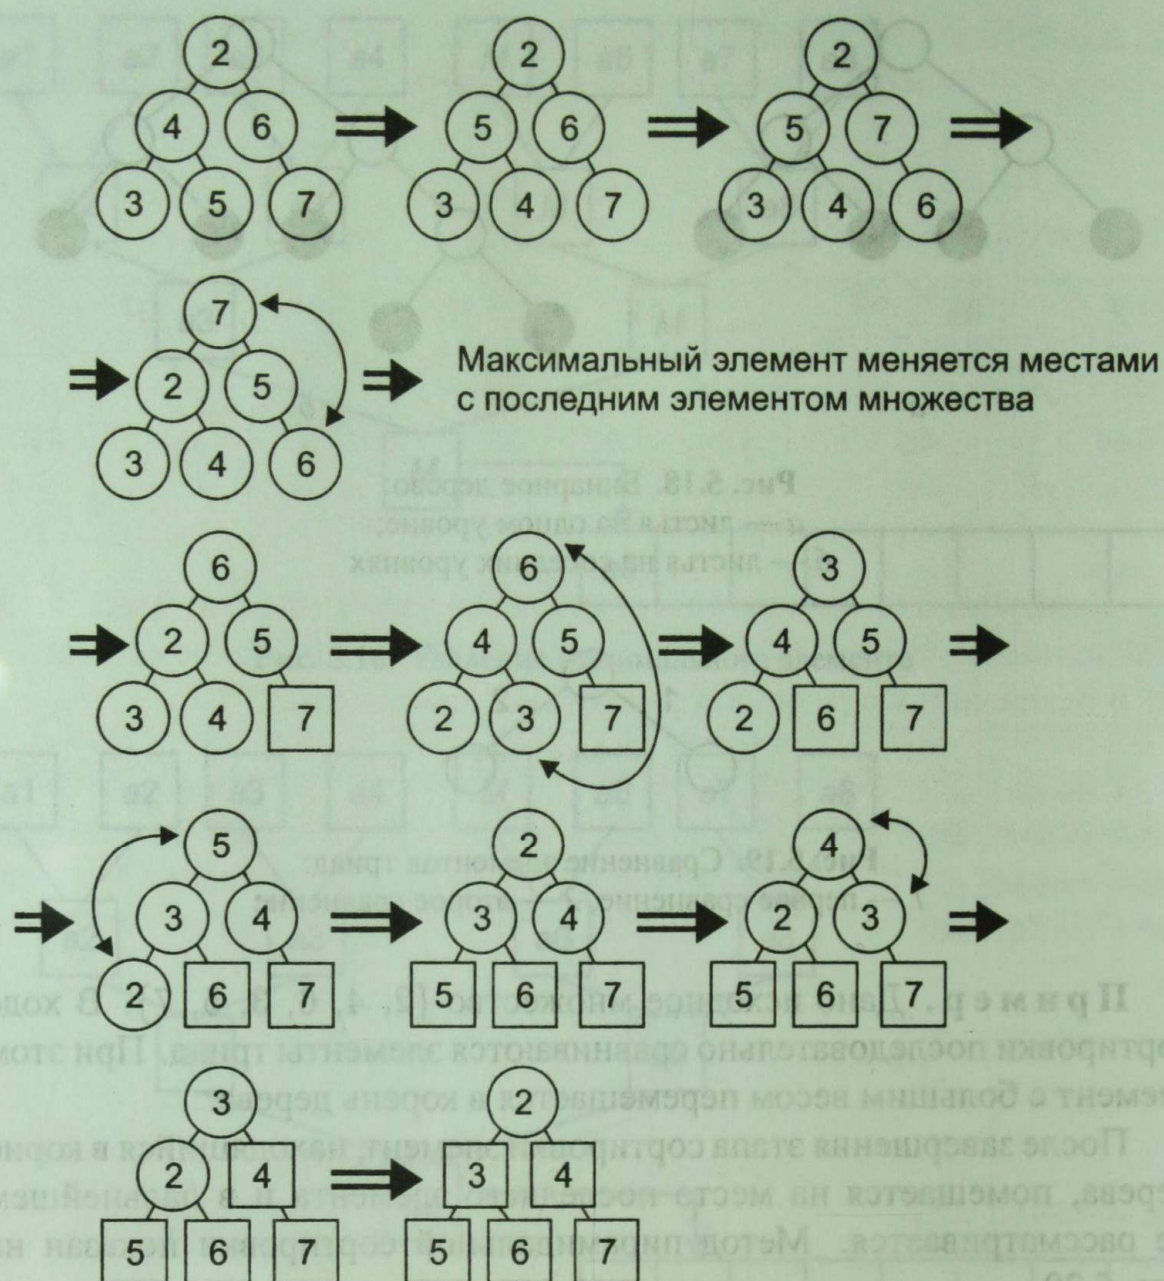 2 2 2
4 6 5 6 5 7
3 5 7 3 4 7 3 4 6
7
Максимальный элемент меняется местами
2 5
с последним элементом множества
3 4 6
6 6 3
2 5 4 5 4 5
3 4 7 2 3 7 2 6 7
5 2 4
3 4 3 4 2 3
2 6 7 5 6 7 5 6 7
3 2
2 4 3 4
5 6 7 5 6 7